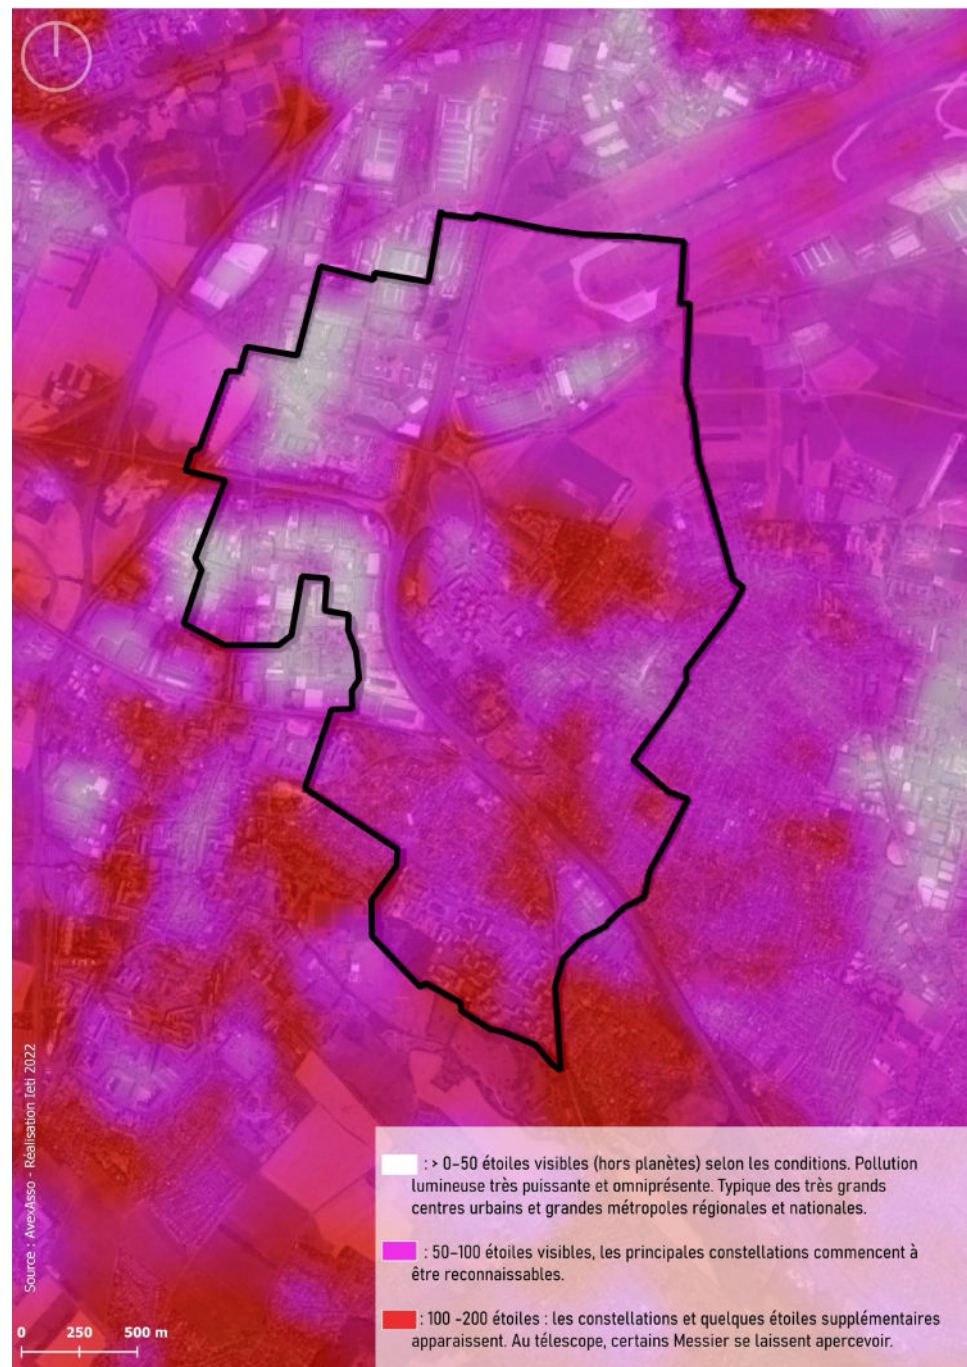 : > 0-50 étoiles visibles (hors planètes) selon les conditions. Pollution
lumineuse très puissante et omniprésente. Typique des très grands
centres urbains et grandes métropoles régionales et nationales.
: 50-100 étoiles visibles, les principales constellations commencent à
être reconnaissables.
: 100 -200 étoiles : les constellations et quelques étoiles supplémentaires
apparaissent. Au télescope, certains Messier se laissent apercevoir.
Source : AvexAsso - Réalisation Ieti 2022
0 250 500 m